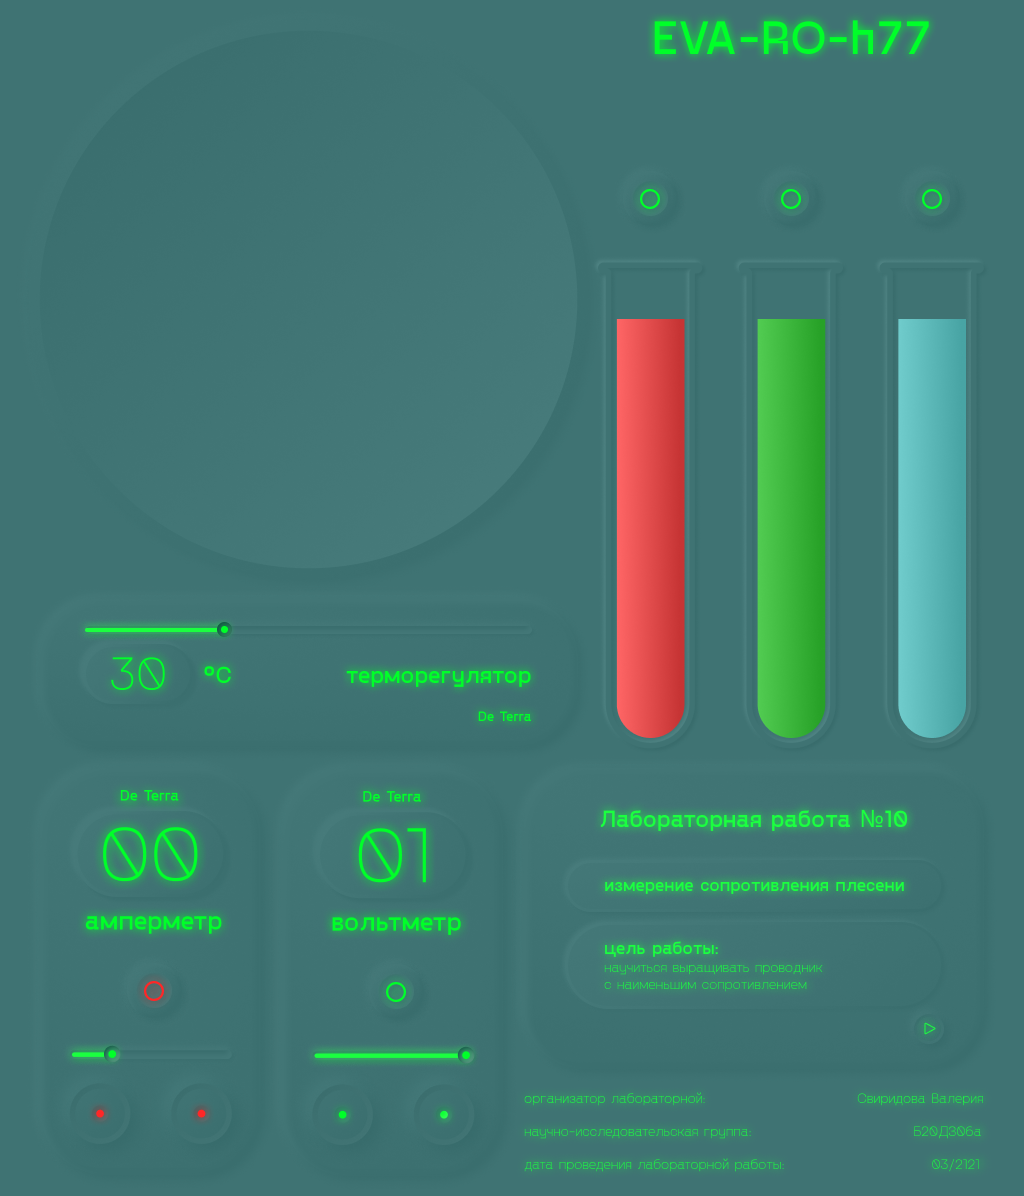 EVA-RO-h77
30 °C
терморегулятор
De Terra
De Terra
00
амперметр
De Terra
01
вольтметр
Лабораторная работа №10
измерение сопротивления плесени
цель работы:
научиться выращивать проводник
с наименьшим сопротивлением
организатор лабораторной: Свиридова Валерия
научно-исследовательская группа: Б20Д306а
дата проведения лабораторной работы: 03/2121